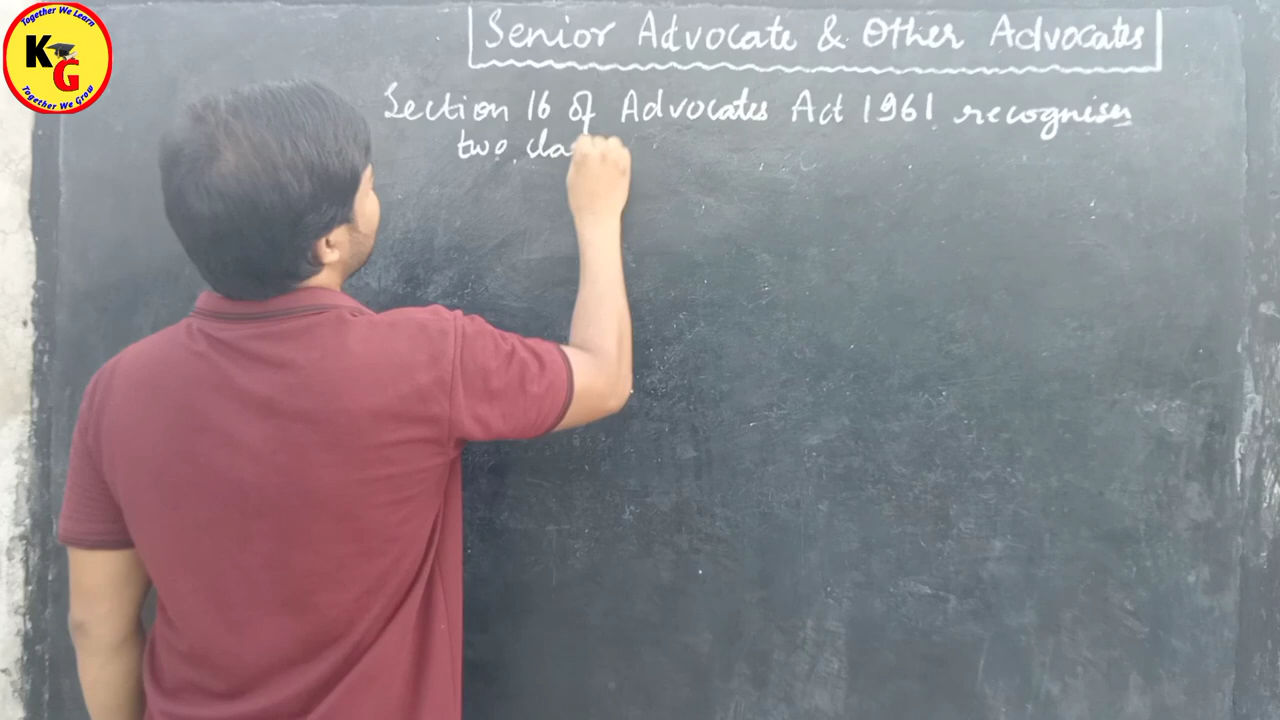 Together We Learn
KG
Together We Grow
Senior Advocate & Other Advocates
Section 16 of Advocates Act 1961 recognises
two cla